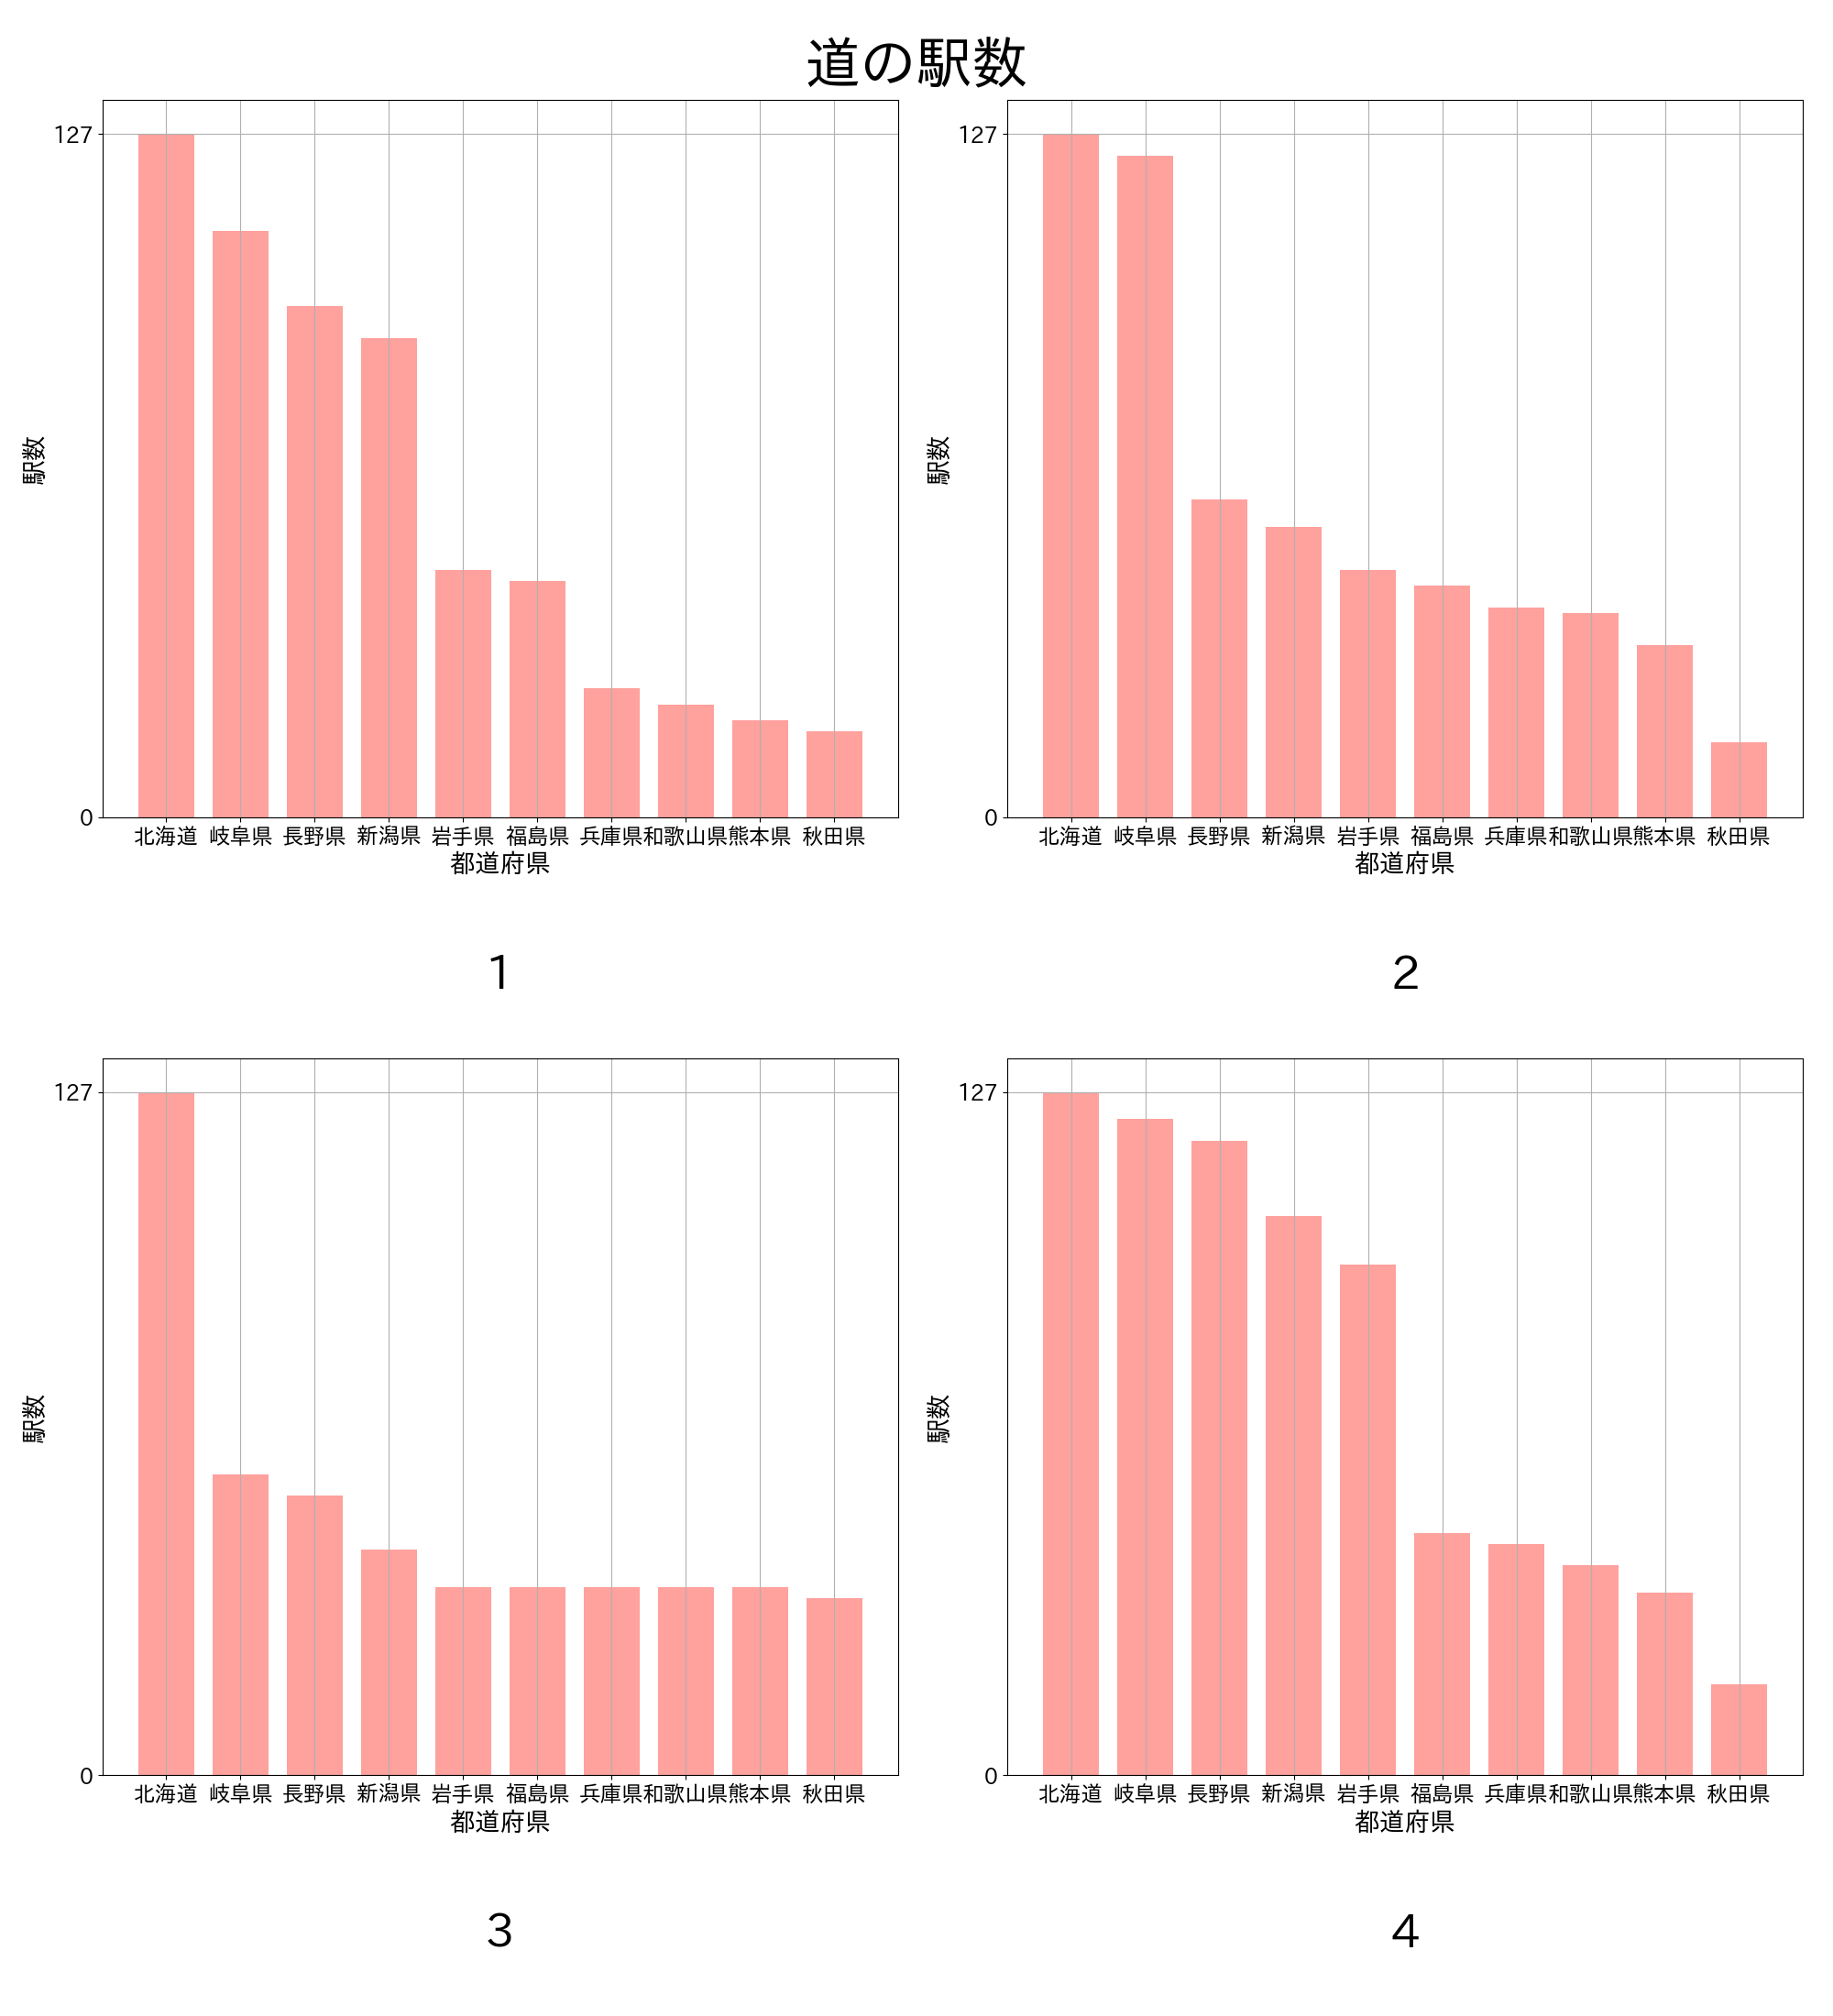 道の駅数
127
0
駅数
北海道 岐阜県 長野県 新潟県 岩手県 福島県 兵庫県 和歌山県 熊本県 秋田県
都道府県
1
127
0
駅数
北海道 岐阜県 長野県 新潟県 岩手県 福島県 兵庫県 和歌山県 熊本県 秋田県
都道府県
2
127
0
駅数
北海道 岐阜県 長野県 新潟県 岩手県 福島県 兵庫県 和歌山県 熊本県 秋田県
都道府県
3
127
0
駅数
北海道 岐阜県 長野県 新潟県 岩手県 福島県 兵庫県 和歌山県 熊本県 秋田県
都道府県
4